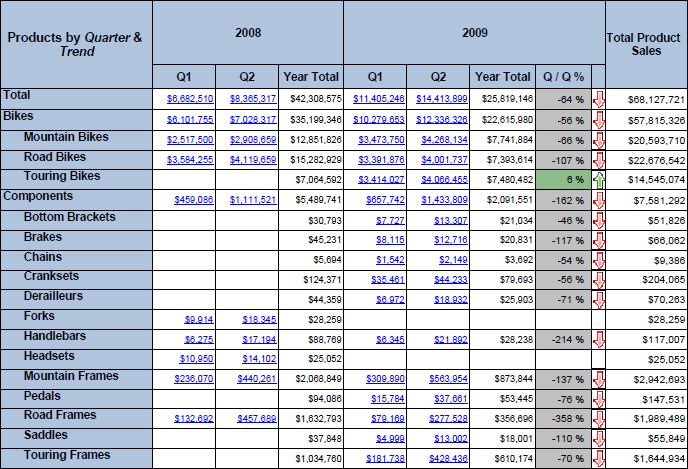 Products by Quarter & Trend 2008 2009 Total Product Sales
Q1 Q2 Year Total Q1 Q2 Year Total Q / Q %
Total $6,682,510 $8,365,317 $42,308,575 $11,405,246 $14,413,899 $25,819,146 -64 % $68,127,721
Bikes $6,101,755 $7,028,317 $35,199,346 $10,279,653 $12,336,326 $22,615,980 -56 % $57,815,326
Mountain Bikes $2,517,500 $2,908,659 $12,851,826 $3,473,750 $4,268,134 $7,741,884 -66 % $20,593,710
Road Bikes $3,584,255 $4,119,659 $15,282,929 $3,391,876 $4,001,737 $7,393,614 -107 % $22,676,542
Touring Bikes $7,064,592 $3,414,027 $4,066,455 $7,480,482 6 % $14,545,074
Components $459,086 $1,111,521 $5,489,741 $657,742 $1,433,809 $2,091,551 -162 % $7,581,292
Bottom Brackets $30,793 $7,727 $13,307 $21,034 -46 % $51,826
Brakes $45,231 $8,115 $12,716 $20,831 -117 % $66,062
Chains $5,694 $1,542 $2,149 $3,692 -54 % $9,386
Cranksets $124,371 $35,461 $44,233 $79,693 -56 % $204,065
Derailleurs $44,359 $6,972 $18,932 $25,903 -71 % $70,263
Forks $9,914 $18,345 $28,259 $28,259
Handlebars $6,275 $17,194 $88,769 $6,345 $21,892 $28,238 -214 % $117,007
Headsets $10,950 $14,102 $25,052 $25,052
Mountain Frames $236,070 $440,261 $2,068,849 $309,890 $563,954 $873,844 -137 % $2,942,693
Pedals $94,086 $15,784 $37,661 $53,445 -76 % $147,531
Road Frames $132,692 $457,689 $1,632,793 $79,169 $277,528 $356,696 -358 % $1,989,489
Saddles $37,848 $4,999 $13,002 $18,001 -110 % $55,849
Touring Frames $1,034,760 $181,738 $428,436 $610,174 -70 % $1,644,934